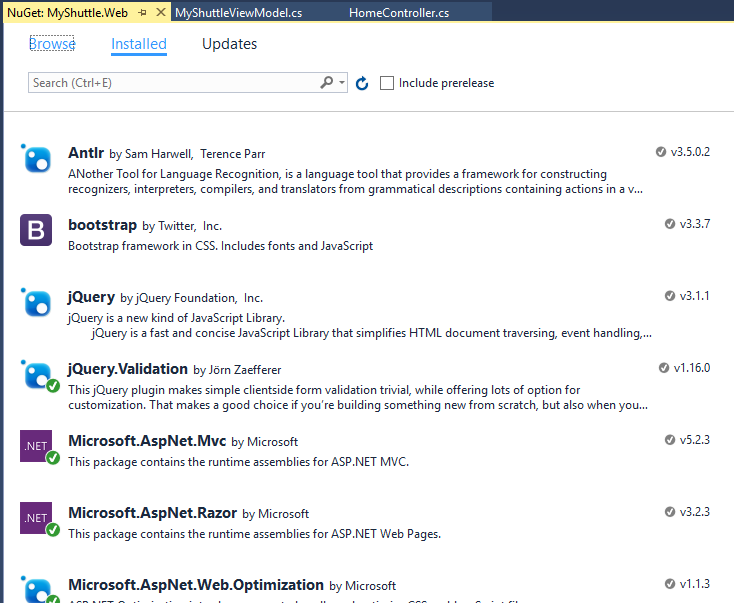 NuGet: MyShuttle.Web MyShuttleViewModel.cs HomeController.cs
Browse Installed Updates
Search (Ctrl+E) Include prerelease
Antlr by Sam Harwell, Terence Parr v3.5.0.2
ANother Tool for Language Recognition, is a language tool that provides a framework for constructing
recognizers, interpreters, compilers, and translators from grammatical descriptions containing actions in a v...
B
bootstrap by Twitter, Inc. v3.3.7
Bootstrap framework in CSS. Includes fonts and JavaScript
jQuery by jQuery Foundation, Inc. v3.1.1
jQuery is a new kind of JavaScript Library.
jQuery is a fast and concise JavaScript Library that simplifies HTML document traversing, event handling,...
jQuery.Validation by Jörn Zaefferer v1.16.0
This jQuery plugin makes simple clientside form validation trivial, while offering lots of option for
customization. That makes a good choice if you’re building something new from scratch, but also when you...
.NET
Microsoft.AspNet.Mvc by Microsoft v5.2.3
This package contains the runtime assemblies for ASP.NET MVC.
.NET
Microsoft.AspNet.Razor by Microsoft v3.2.3
This package contains the runtime assemblies for ASP.NET Web Pages.
Microsoft.AspNet.Web.Optimization by Microsoft v1.1.3